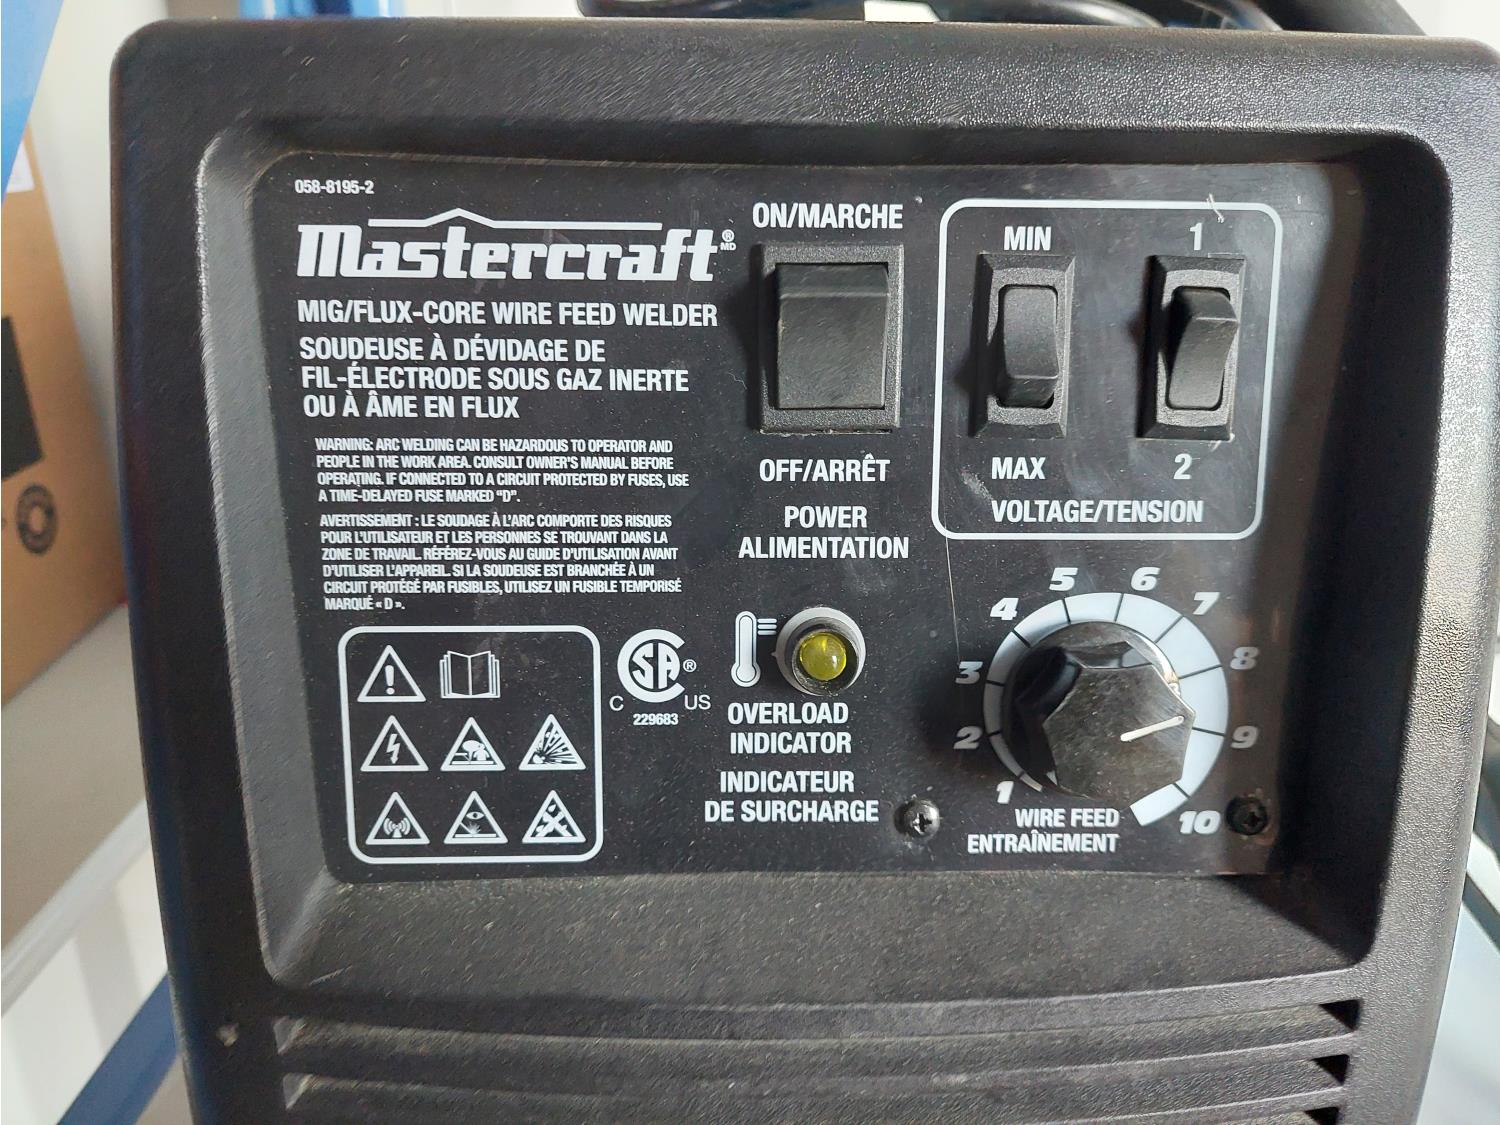 058-8195-2
Mastercraft® MD
MIG/FLUX-CORE WIRE FEED WELDER
SOUDEUSE À DÉVIDAGE DE
FIL-ÉLECTRODE SOUS GAZ INERTE
OU À ÂME EN FLUX
WARNING: ARC WELDING CAN BE HAZARDOUS TO OPERATOR AND
PEOPLE IN THE WORK AREA. CONSULT OWNER'S MANUAL BEFORE
OPERATING. IF CONNECTED TO A CIRCUIT PROTECTED BY FUSES, USE
A TIME-DELAYED FUSE MARKED "D".
AVERTISSEMENT : LE SOUDAGE À L'ARC COMPORTE DES RISQUES
POUR L'UTILISATEUR ET LES PERSONNES SE TROUVANT DANS LA
ZONE DE TRAVAIL. RÉFÉREZ-VOUS AU GUIDE D'UTILISATION AVANT
D'UTILISER L'APPAREIL. SI LA SOUDEUSE EST BRANCHÉE À UN
CIRCUIT PROTÉGÉ PAR FUSIBLES, UTILISEZ UN FUSIBLE TEMPORISÉ
MARQUÉ « D ».
C SA ® US
229683
ON/MARCHE
OFF/ARRÊT
POWER
ALIMENTATION
MIN 1
MAX 2
VOLTAGE/TENSION
OVERLOAD
INDICATOR
INDICATEUR
DE SURCHARGE
1 2 3 4 5 6 7 8 9 10
WIRE FEED
ENTRAÎNEMENT